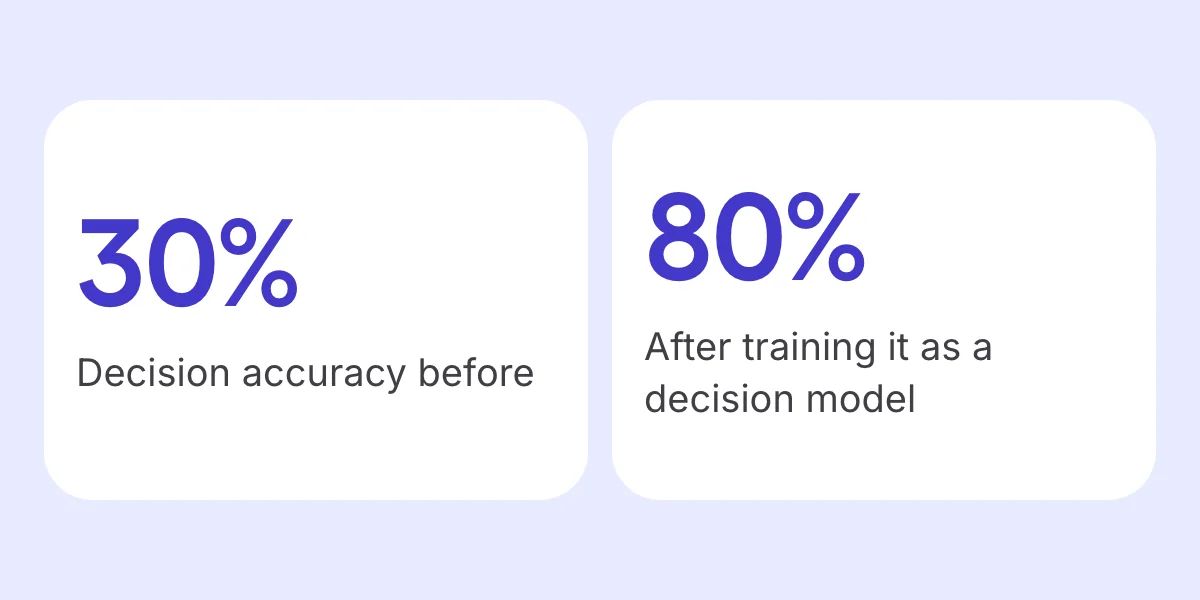 30%
Decision accuracy before
80%
After training it as a
decision model